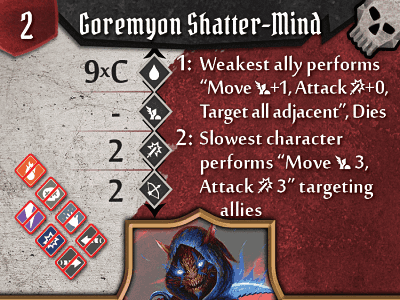 2
Goremyon Shatter-Mind
9xC
-
2
2
1: Weakest ally performs
"Move +1, Attack +0,
Target all adjacent", Dies
2: Slowest character
performs "Move 3,
Attack 3" targeting
allies